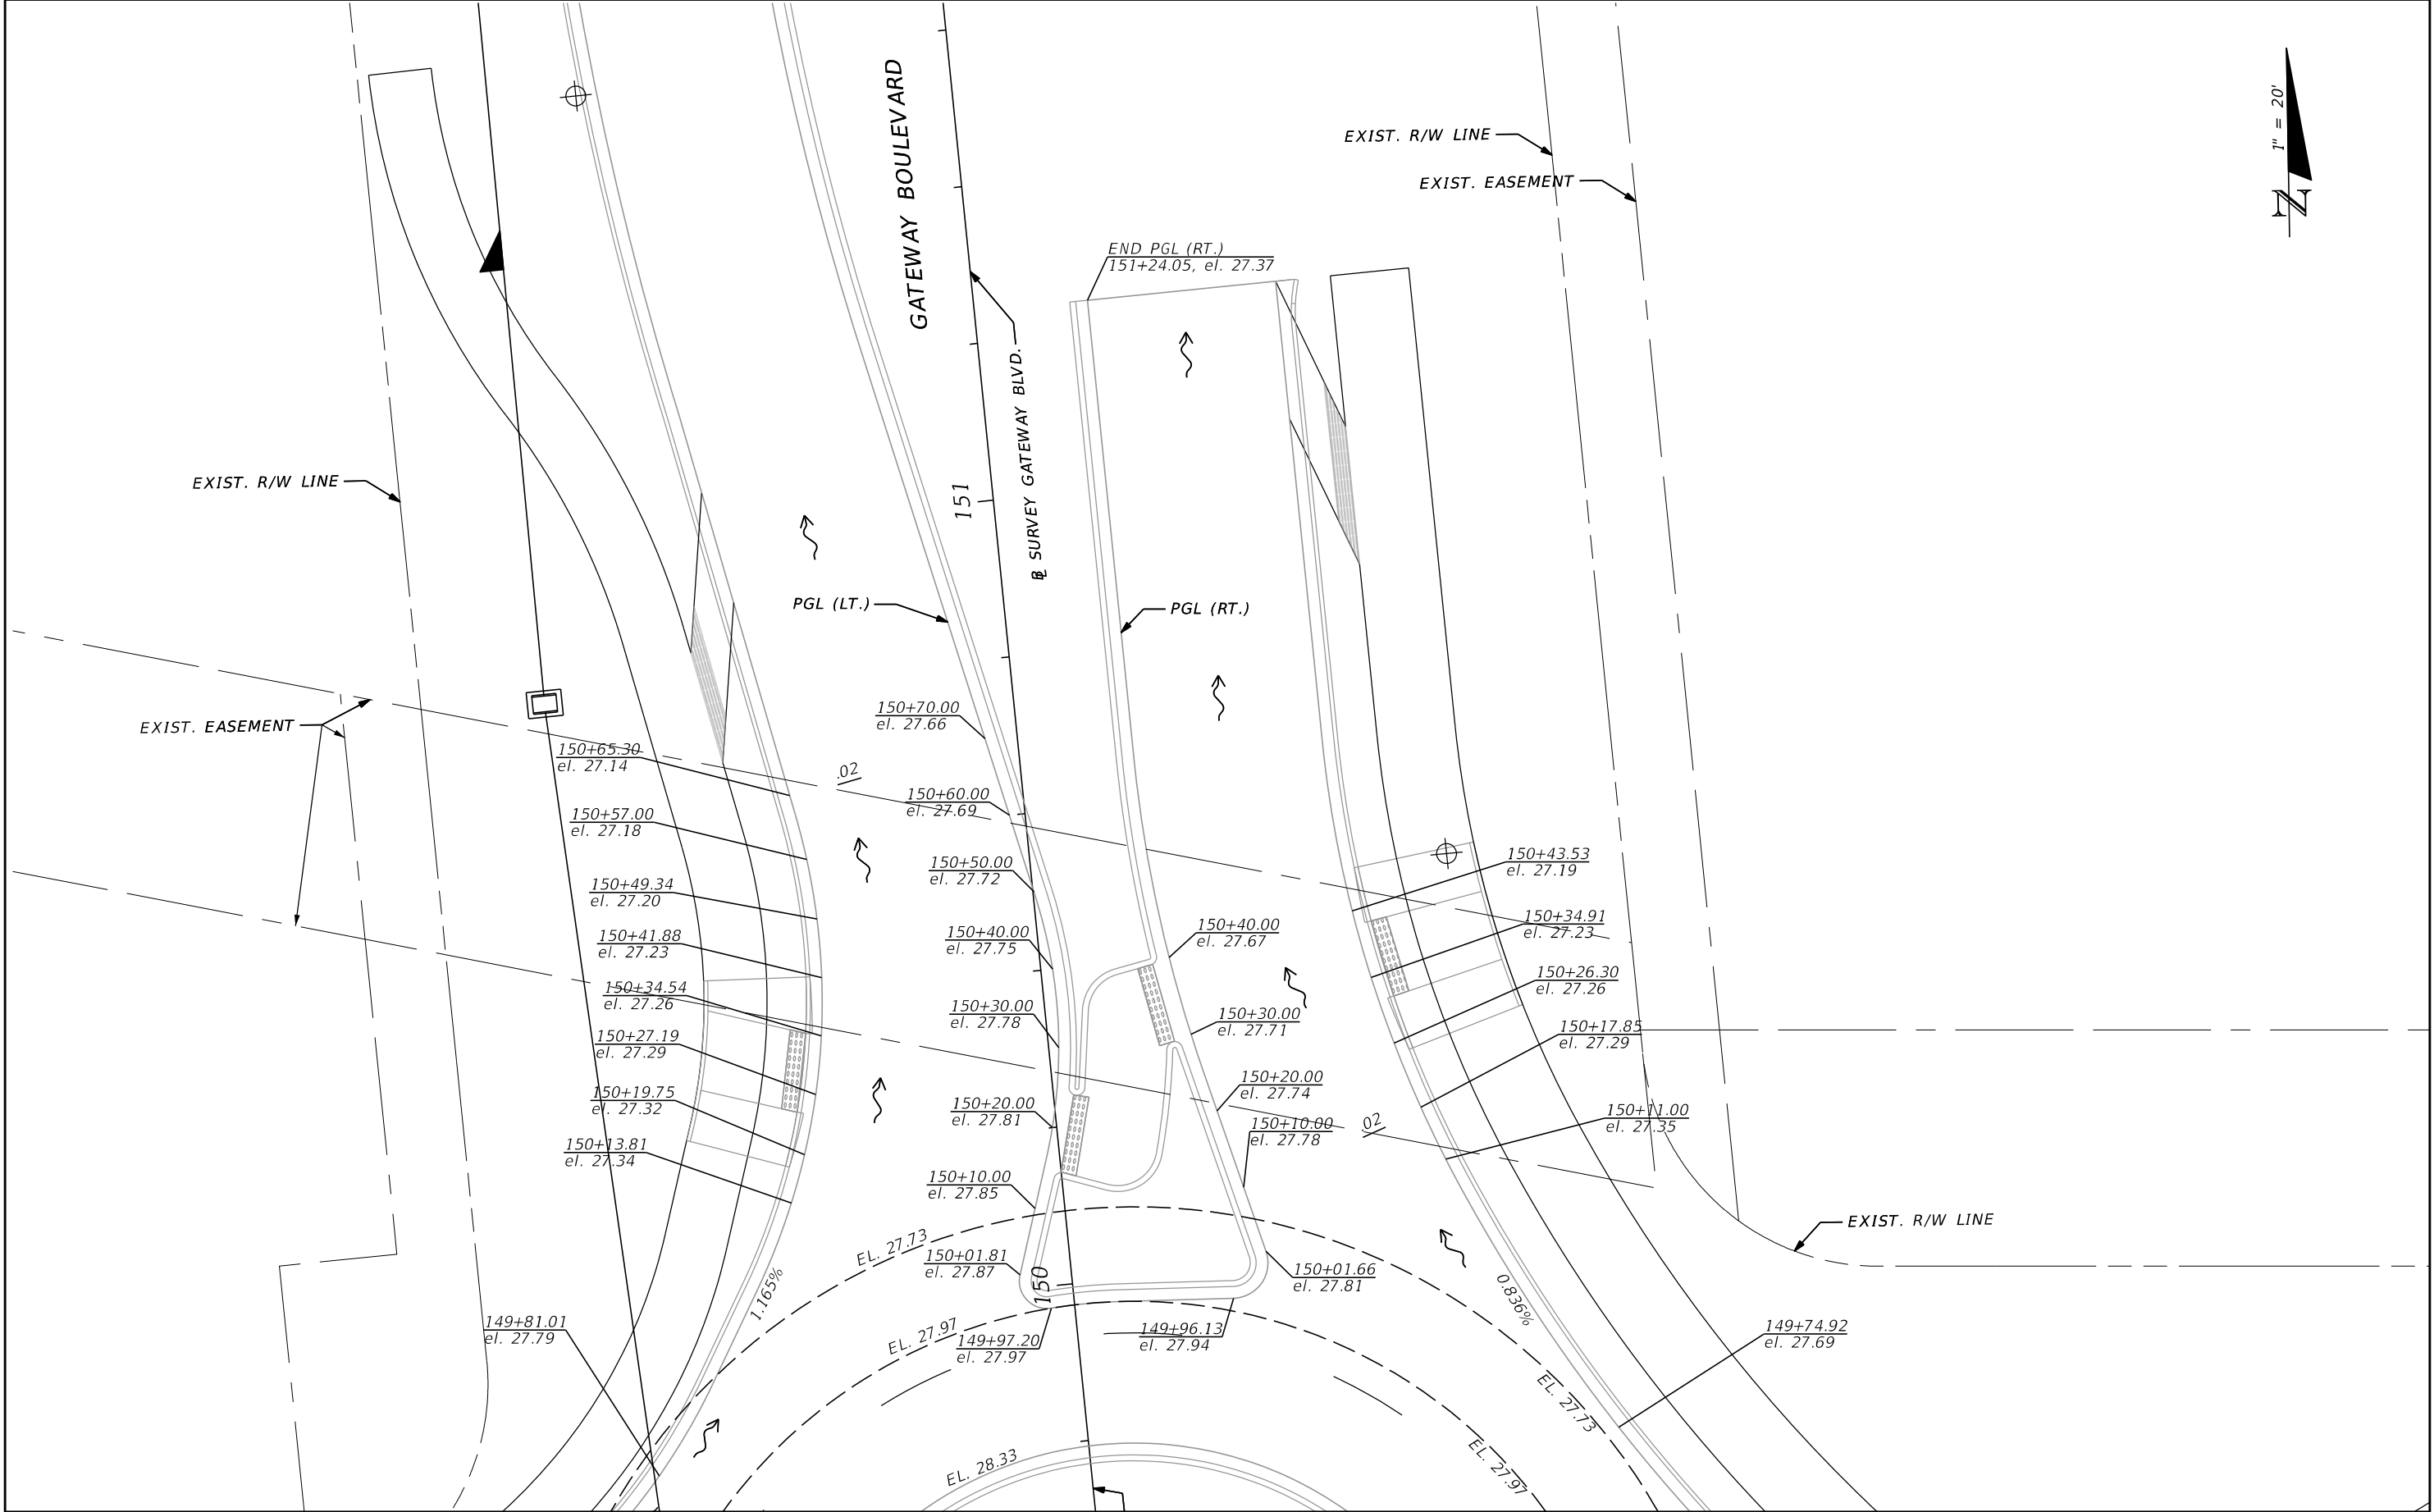 GATEWAY BOULEVARD
1" = 20'
N
EXIST. R/W LINE
EXIST. EASEMENT
END PGL (RT.)
151+24.05, el. 27.37
℄ SURVEY GATEWAY BLVD.
EXIST. R/W LINE
151
PGL (LT.)
PGL (RT.)
EXIST. EASEMENT
150+70.00
el. 27.66
150+65.30
el. 27.14
.02
150+60.00
el. 27.69
150+57.00
el. 27.18
150+50.00
el. 27.72
150+43.53
el. 27.19
150+49.34
el. 27.20
150+40.00
el. 27.75
150+40.00
el. 27.67
150+34.91
el. 27.23
150+41.88
el. 27.23
150+26.30
el. 27.26
150+34.54
el. 27.26
150+30.00
el. 27.78
150+30.00
el. 27.71
150+17.85
el. 27.29
150+27.19
el. 27.29
150+20.00
el. 27.74
150+19.75
el. 27.32
150+20.00
el. 27.81
150+10.00
el. 27.78
.02
150+11.00
el. 27.35
150+13.81
el. 27.34
150+10.00
el. 27.85
EXIST. R/W LINE
EL. 27.73
150+01.81
el. 27.87
150
150+01.66
el. 27.81
1.165%
0.836%
149+81.01
el. 27.79
EL. 27.97
149+97.20
el. 27.97
149+96.13
el. 27.94
149+74.92
el. 27.69
EL. 27.73
EL. 28.33
EL. 27.97